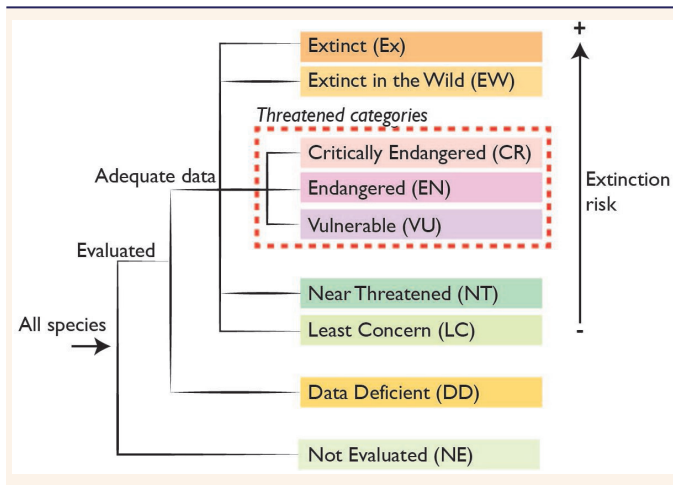 Extinct (Ex)
+
Extinct in the Wild (EW)
Threatened categories
Critically Endangered (CR)
Adequate data
Endangered (EN)
Extinction
risk
Vulnerable (VU)
Evaluated
Near Threatened (NT)
All species
Least Concern (LC)
-
Data Deficient (DD)
Not Evaluated (NE)